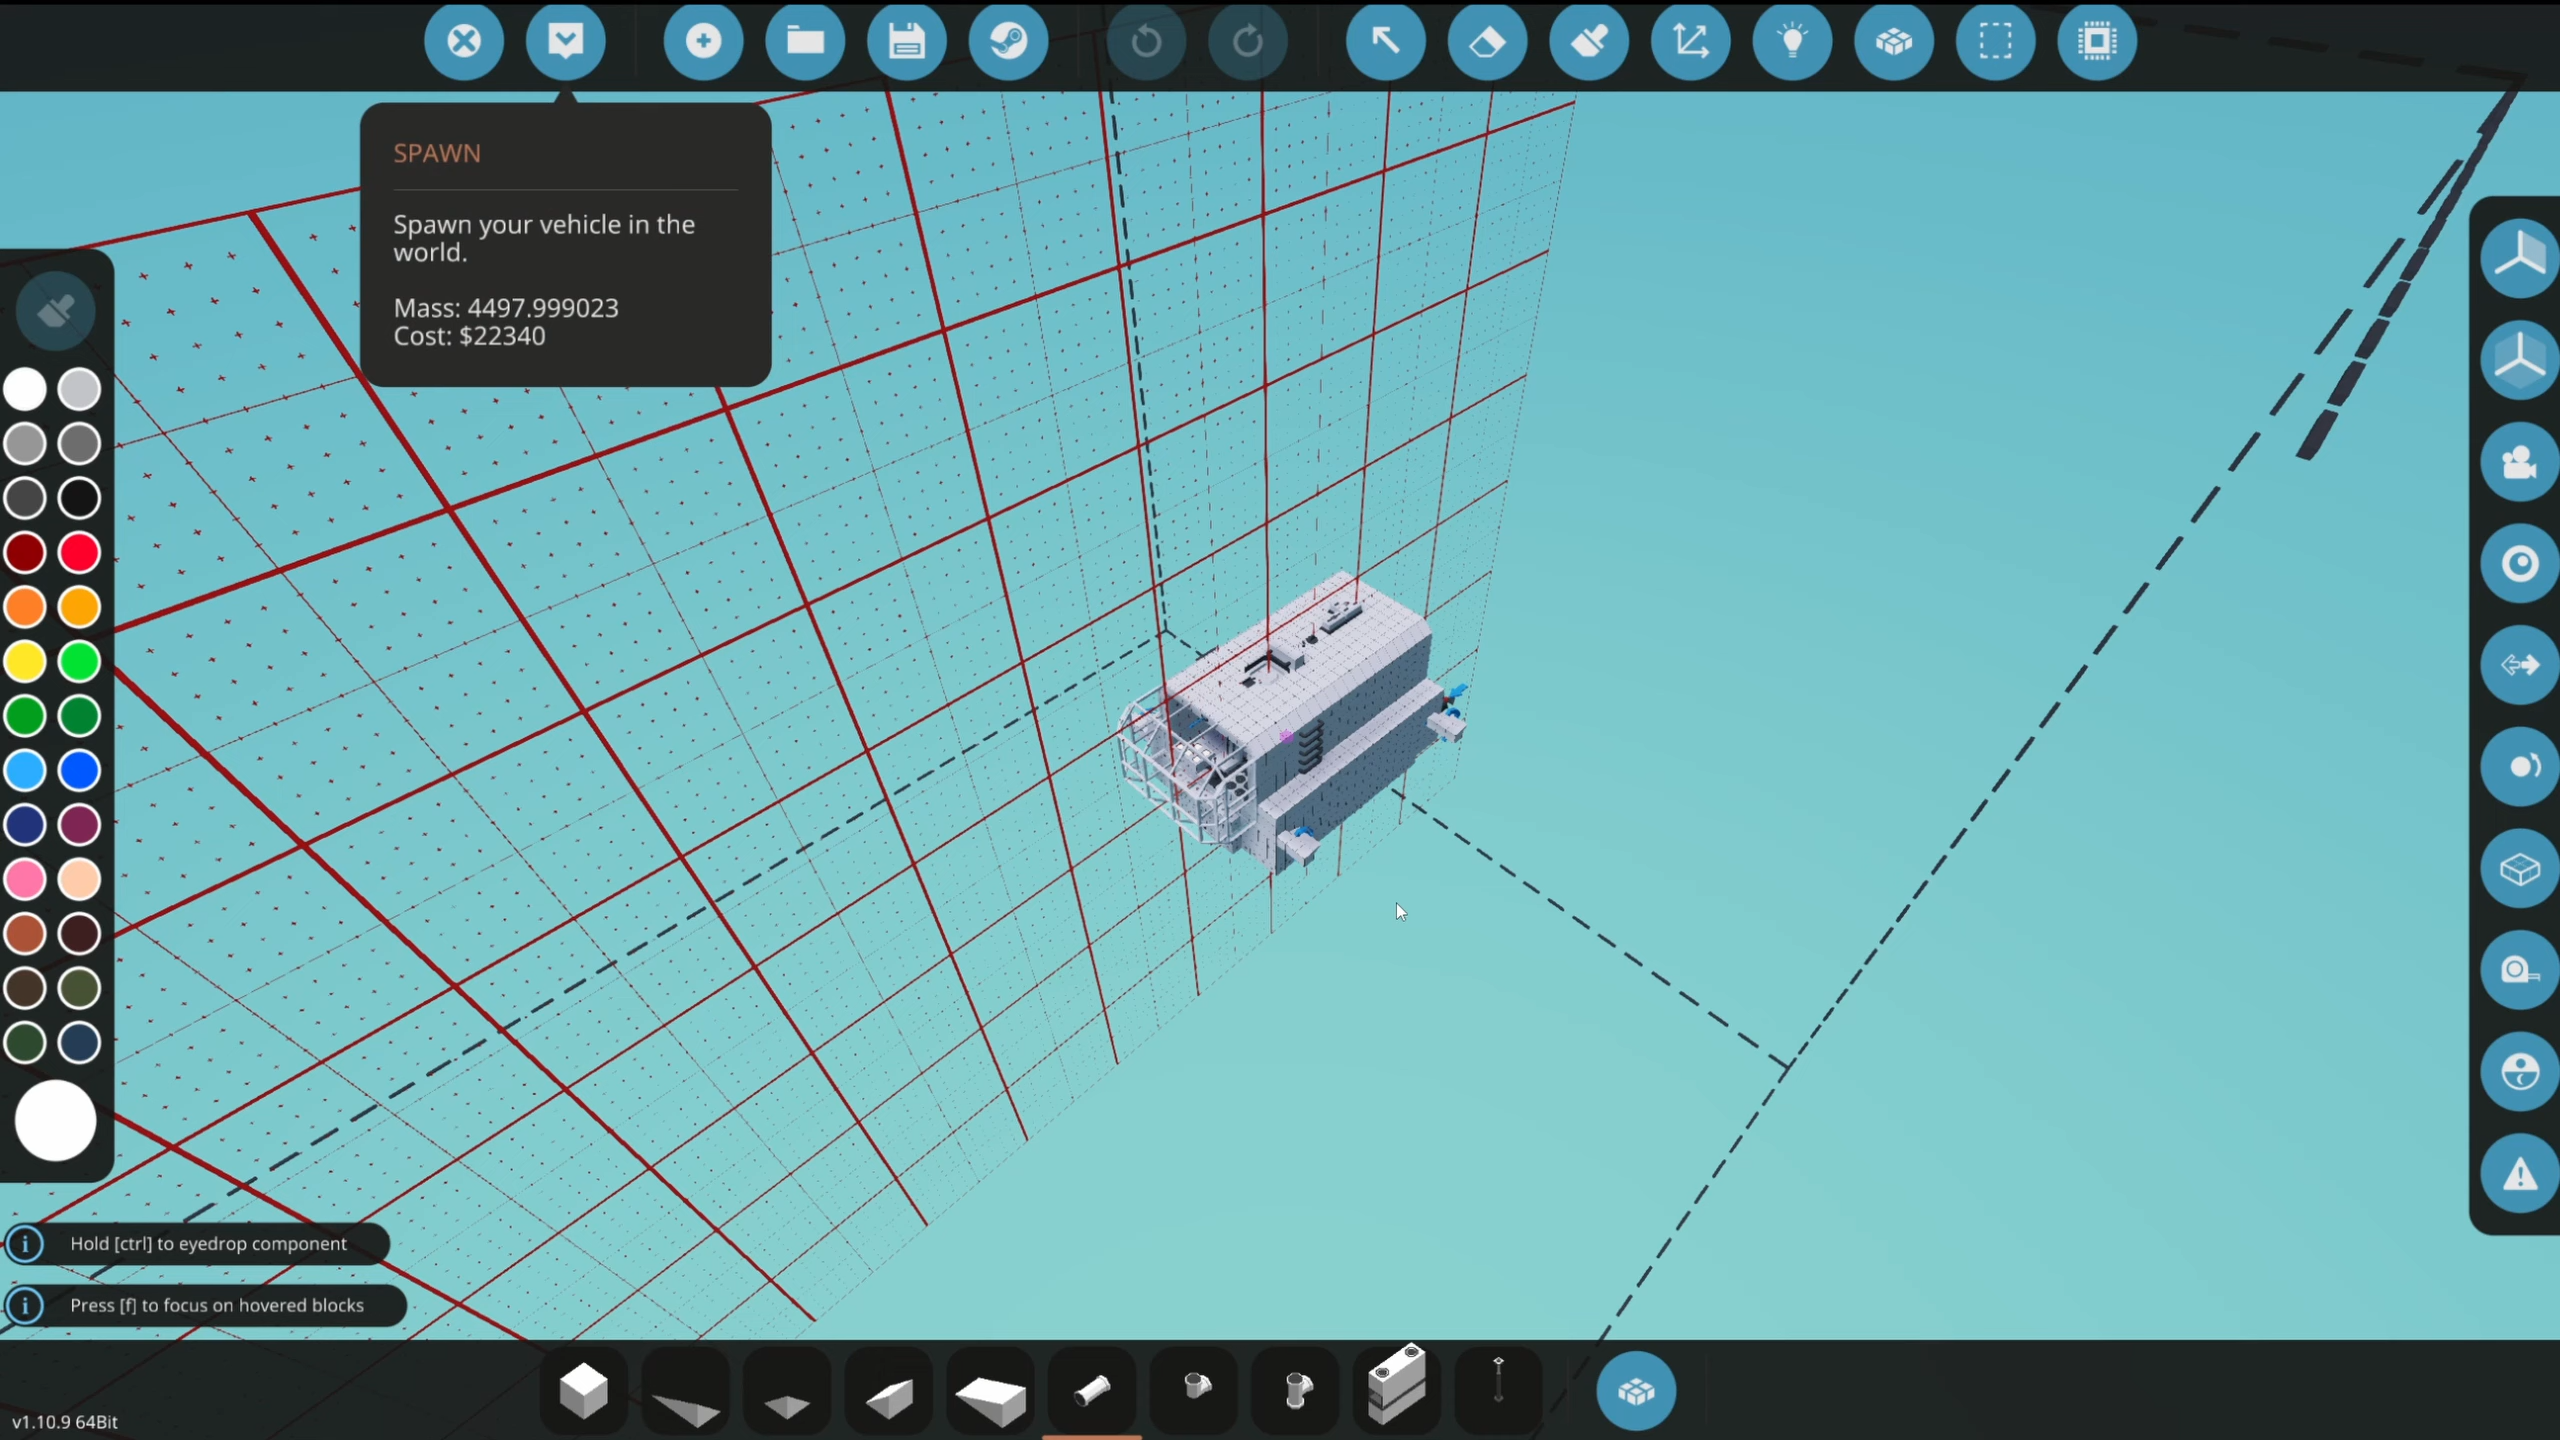 SPAWN
Spawn your vehicle in the
world.
Mass: 4497.999023
Cost: $22340
Hold [ctrl] to eyedrop component
Press [f] to focus on hovered blocks
v1.10.9 64Bit